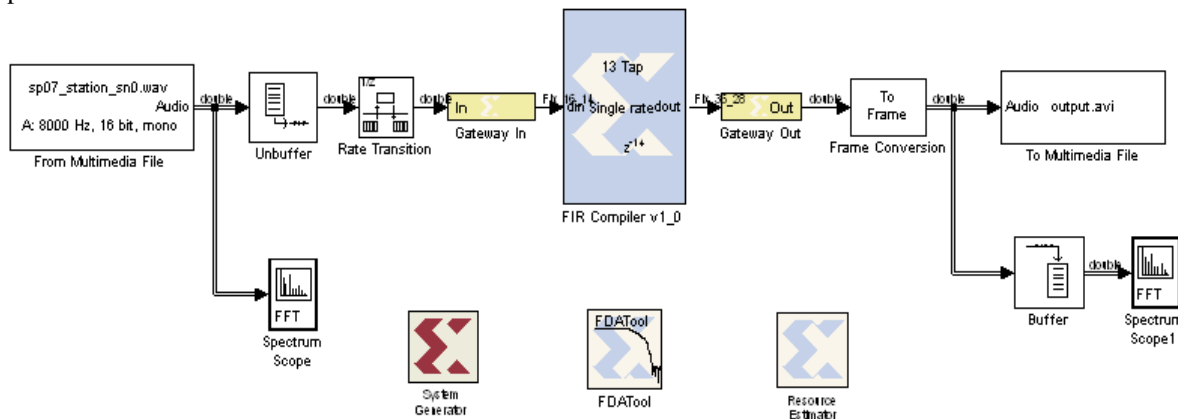 sp07_station_sn0.wav
Audio
A: 8000 Hz, 16 bit, mono
From Multimedia File
double
Unbuffer
double
1/Z
Rate Transition
double
In
Gateway In
Fix_16_14
13 Tap
din Single rate dout
z-14
FIR Compiler v1_0
Fix_36_28
Out
Gateway Out
double
To
Frame
Frame Conversion
double
Audio output.avi
To Multimedia File
FFT
Spectrum
Scope
System
Generator
FDATool
FDATool
Resource
Estimator
Buffer
double
FFT
Spectrum
Scope1